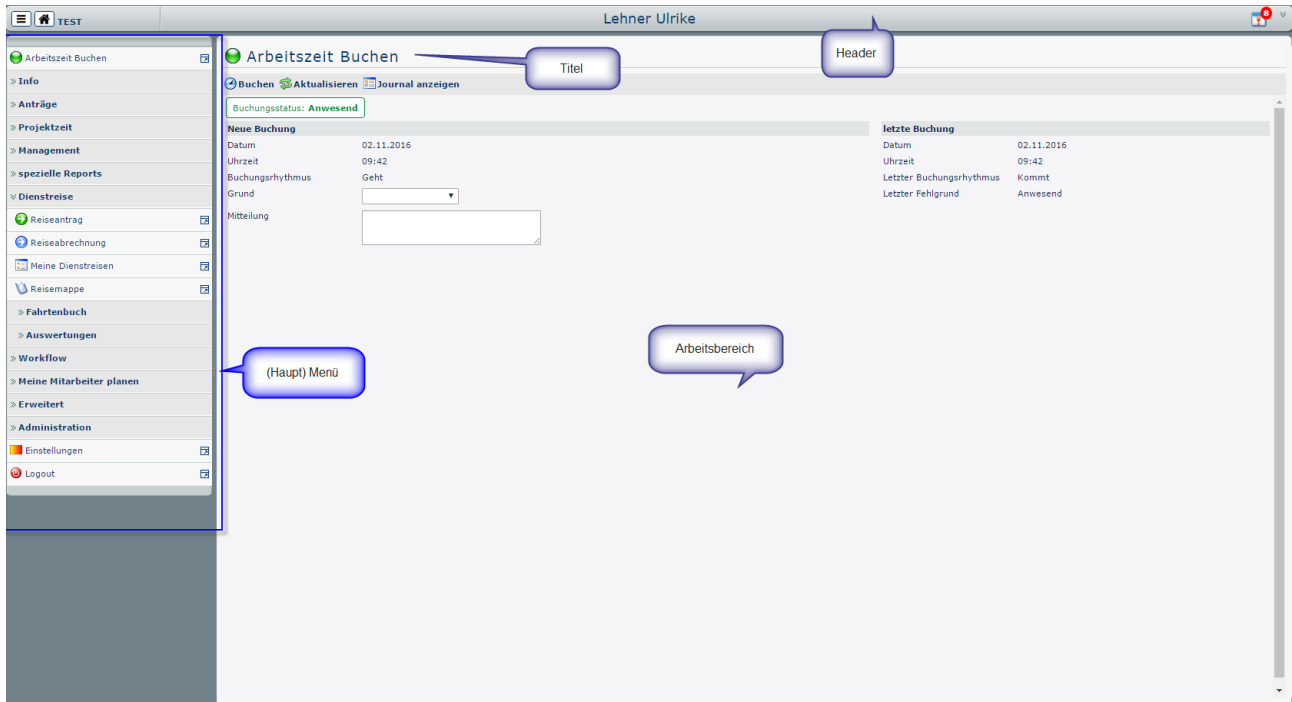 TEST
Lehner Ulrike
8
Header
Arbeitszeit Buchen
Info
Anträge
Projektzeit
Management
spezielle Reports
Dienstreise
Reiseantrag
Reiseabrechnung
Meine Dienstreisen
Reisemappe
Fahrtenbuch
Auswertungen
Workflow
Meine Mitarbeiter planen
Erweitert
Administration
Einstellungen
Logout
(Haupt) Menü
Arbeitszeit Buchen
Titel
Buchen Aktualisieren Journal anzeigen
Buchungsstatus: Anwesend
Neue Buchung
Datum 02.11.2016
Uhrzeit 09:42
Buchungsrhythmus Geht
Grund
Mitteilung
letzte Buchung
Datum 02.11.2016
Uhrzeit 09:42
Letzter Buchungsrhythmus Kommt
Letzter Fehlgrund Anwesend
Arbeitsbereich